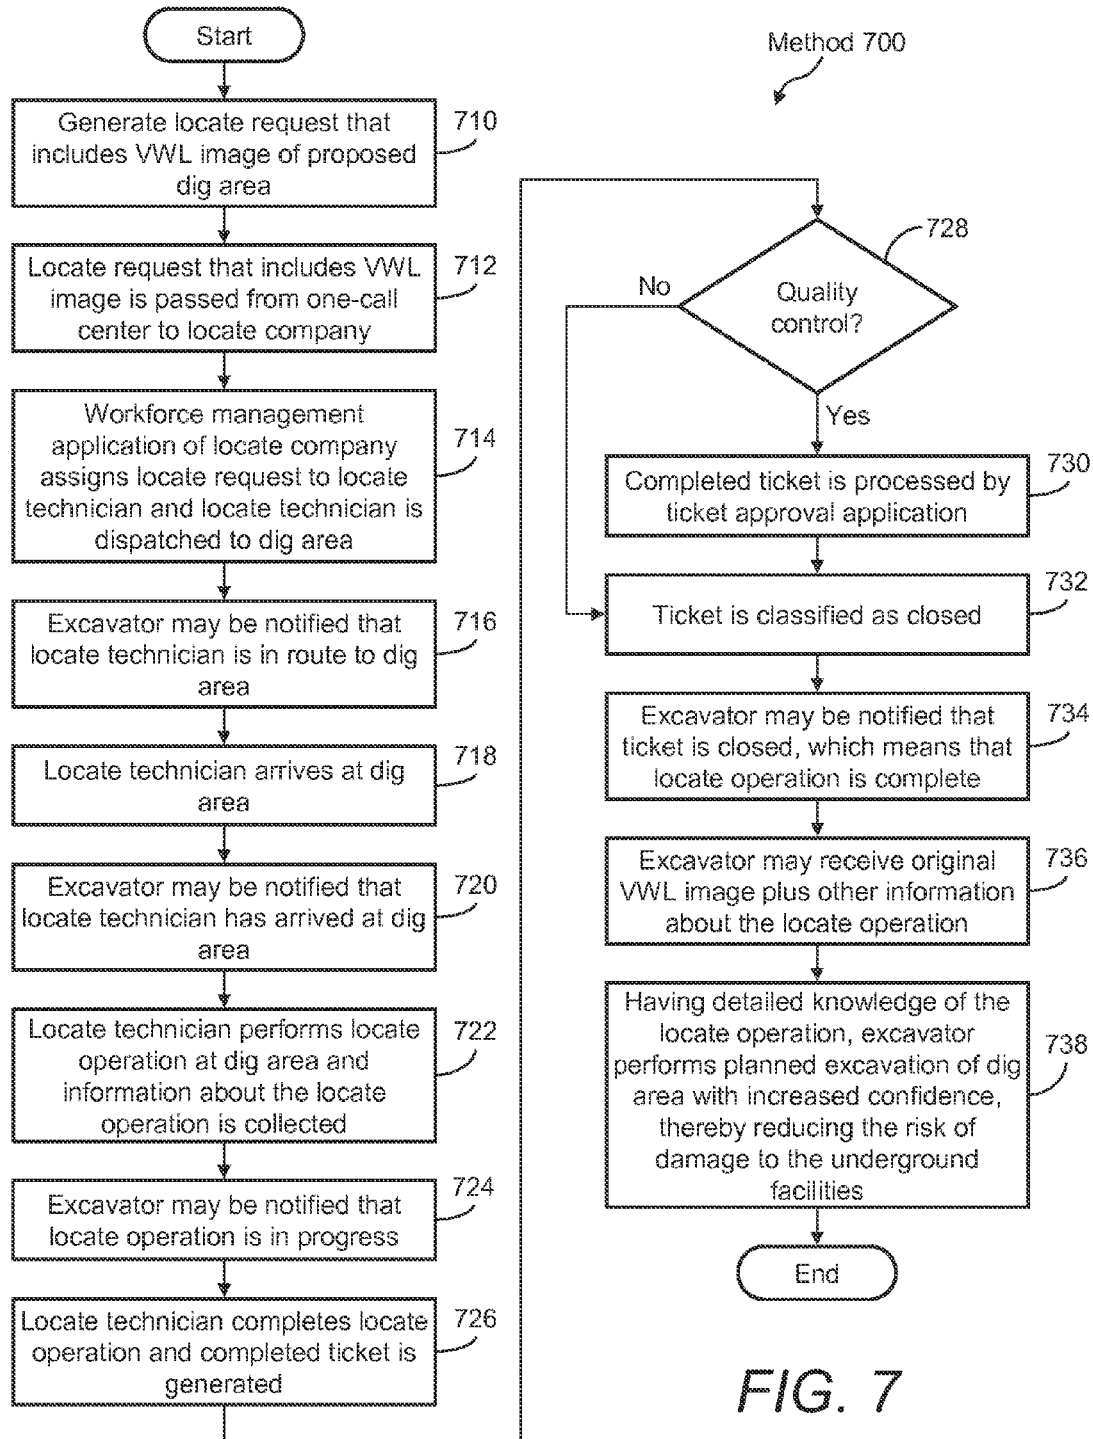 Start
Generate locate request that
includes VWL image of proposed
dig area
710
Locate request that includes VWL
image is passed from one-call
center to locate company
712
Workforce management
application of locate company
assigns locate request to locate
technician and locate technician is
dispatched to dig area
714
Excavator may be notified that
locate technician is in route to dig
area
716
Locate technician arrives at dig
area
718
Excavator may be notified that
locate technician has arrived at dig
area
720
Locate technician performs locate
operation at dig area and
information about the locate
operation is collected
722
Excavator may be notified that
locate operation is in progress
724
Locate technician completes locate
operation and completed ticket is
generated
726
Method 700
728
Quality
control?
No
Yes
Completed ticket is processed by
ticket approval application
730
Ticket is classified as closed
732
Excavator may be notified that
ticket is closed, which means that
locate operation is complete
734
Excavator may receive original
VWL image plus other information
about the locate operation
736
Having detailed knowledge of the
locate operation, excavator
performs planned excavation of dig
area with increased confidence,
thereby reducing the risk of
damage to the underground
facilities
738
End
FIG. 7